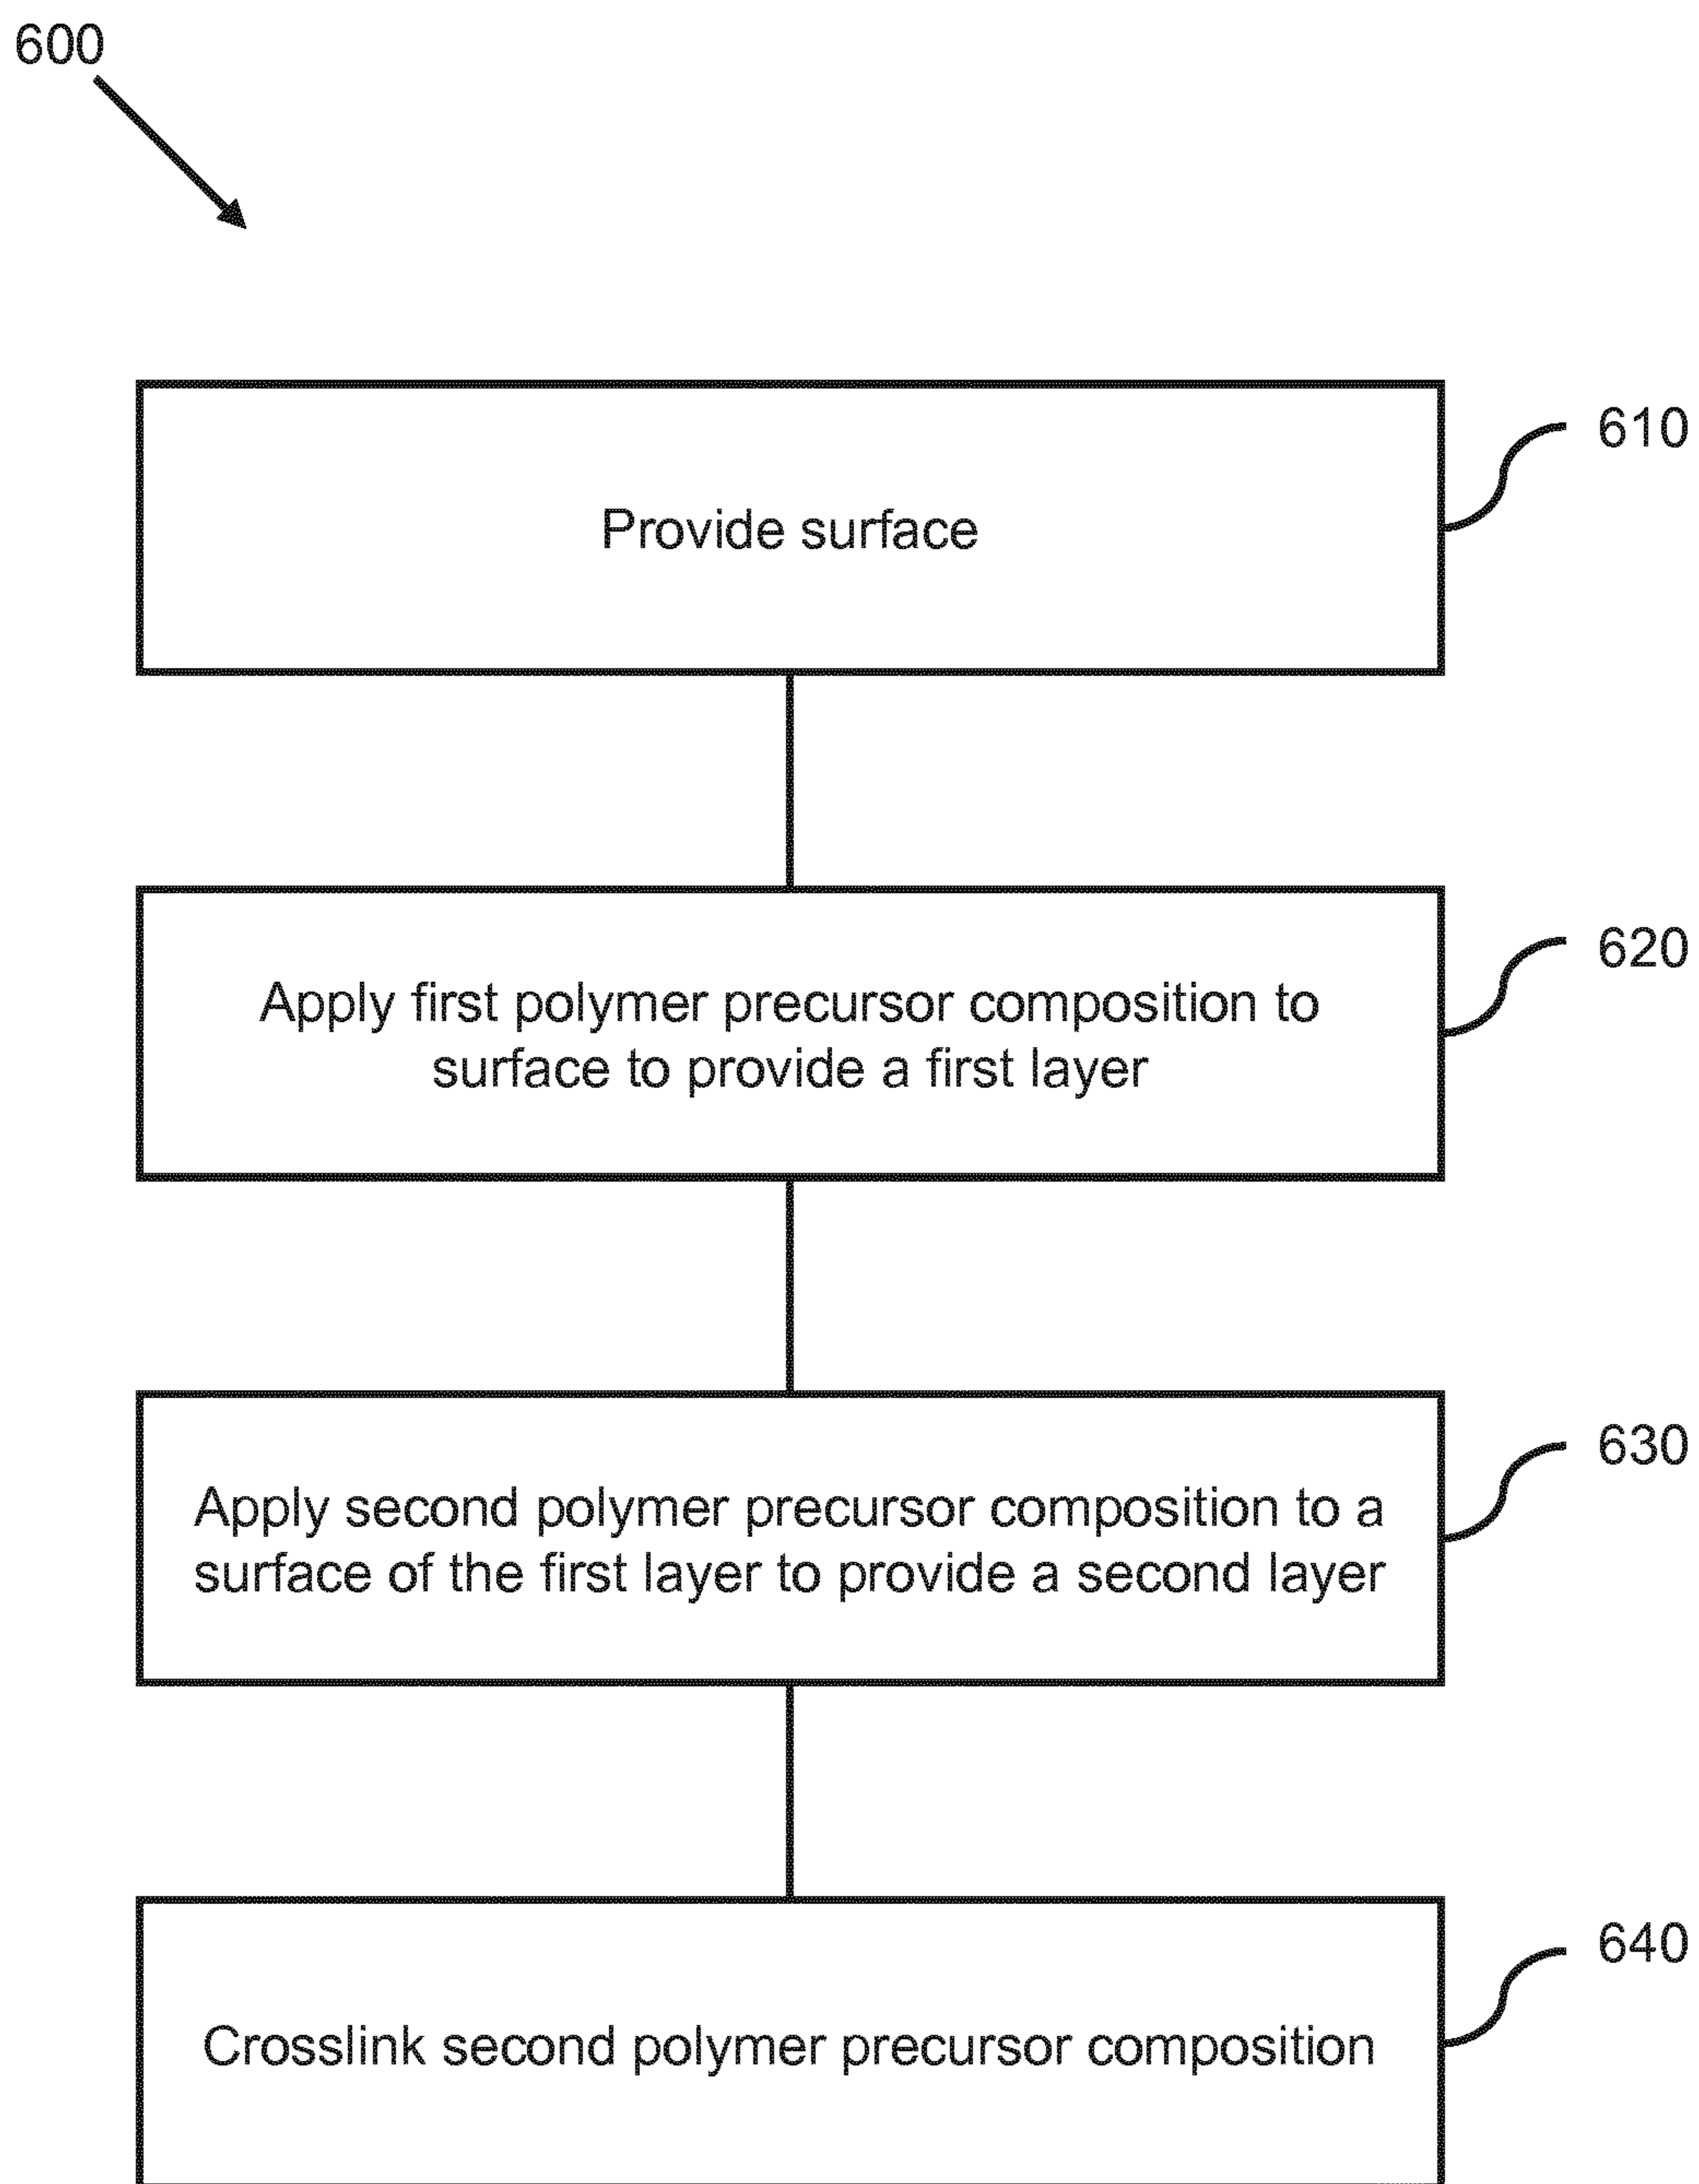 600
610
Provide surface
620
Apply first polymer precursor composition to
surface to provide a first layer
630
Apply second polymer precursor composition to a
surface of the first layer to provide a second layer
640
Crosslink second polymer precursor composition